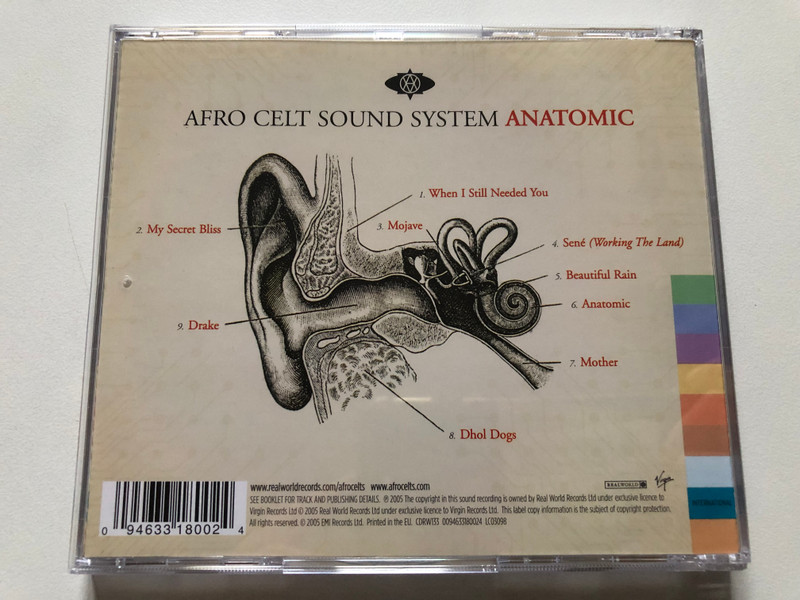 AFRO CELT SOUND SYSTEM ANATOMIC
1. When I Still Needed You
2. My Secret Bliss
3. Mojave
4. Sené (Working The Land)
5. Beautiful Rain
6. Anatomic
9. Drake
7. Mother
8. Dhol Dogs
www.realworldrecords.com/afrocelts www.afrocelts.com
REALWORLD
Virgin
SEE BOOKLET FOR TRACK AND PUBLISHING DETAILS. ℗ 2005 The copyright in this sound recording is owned by Real World Records Ltd under exclusive licence to
Virgin Records Ltd © 2005 Real World Records Ltd under exclusive licence to Virgin Records Ltd. This label copy information is the subject of copyright protection.
All rights reserved. © 2005 EMI Records Ltd. Printed in the EU. CDRW133 0094633180024 LC03098
0 94633 18002 4
INTERNATIONAL